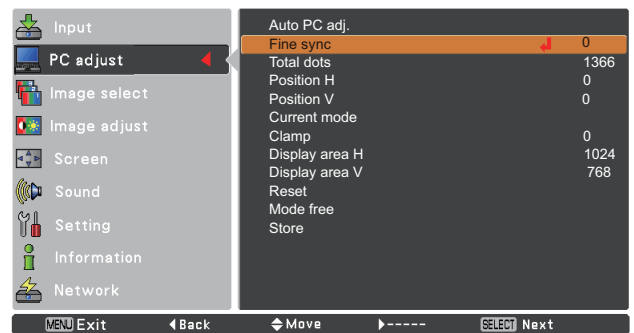 Input
PC adjust
Image select
Image adjust
Screen
Sound
Setting
Information
Network
Auto PC adj.
Fine sync 0
Total dots 1366
Position H 0
Position V 0
Current mode
Clamp 0
Display area H 1024
Display area V 768
Reset
Mode free
Store
MENU Exit Back Move ----- SELECT Next